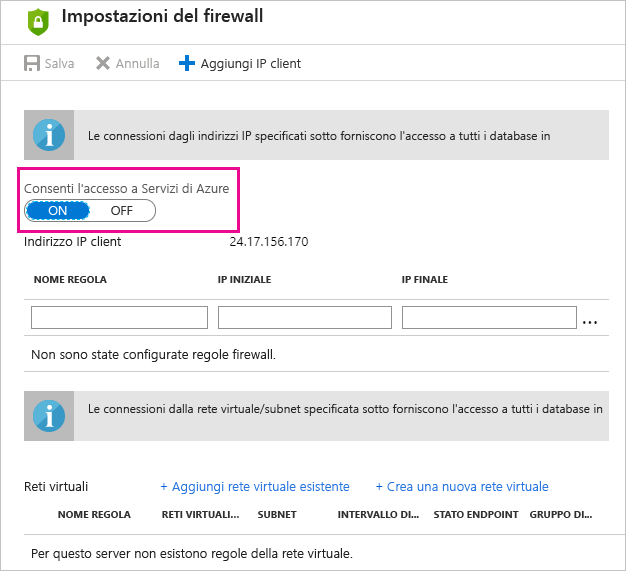 Impostazioni del firewall
Salva Annulla Aggiungi IP client
Le connessioni dagli indirizzi IP specificati sotto forniscono l'accesso a tutti i database in
Consenti l'accesso a Servizi di Azure
ON OFF
Indirizzo IP client 24.17.156.170
NOME REGOLA IP INIZIALE IP FINALE
...
Non sono state configurate regole firewall.
Le connessioni dalla rete virtuale/subnet specificata sotto forniscono l'accesso a tutti i database in
Reti virtuali + Aggiungi rete virtuale esistente + Crea una nuova rete virtuale
NOME REGOLA RETI VIRTUALI... SUBNET INTERVALLO DI... STATO ENDPOINT GRUPPO DI...
Per questo server non esistono regole della rete virtuale.